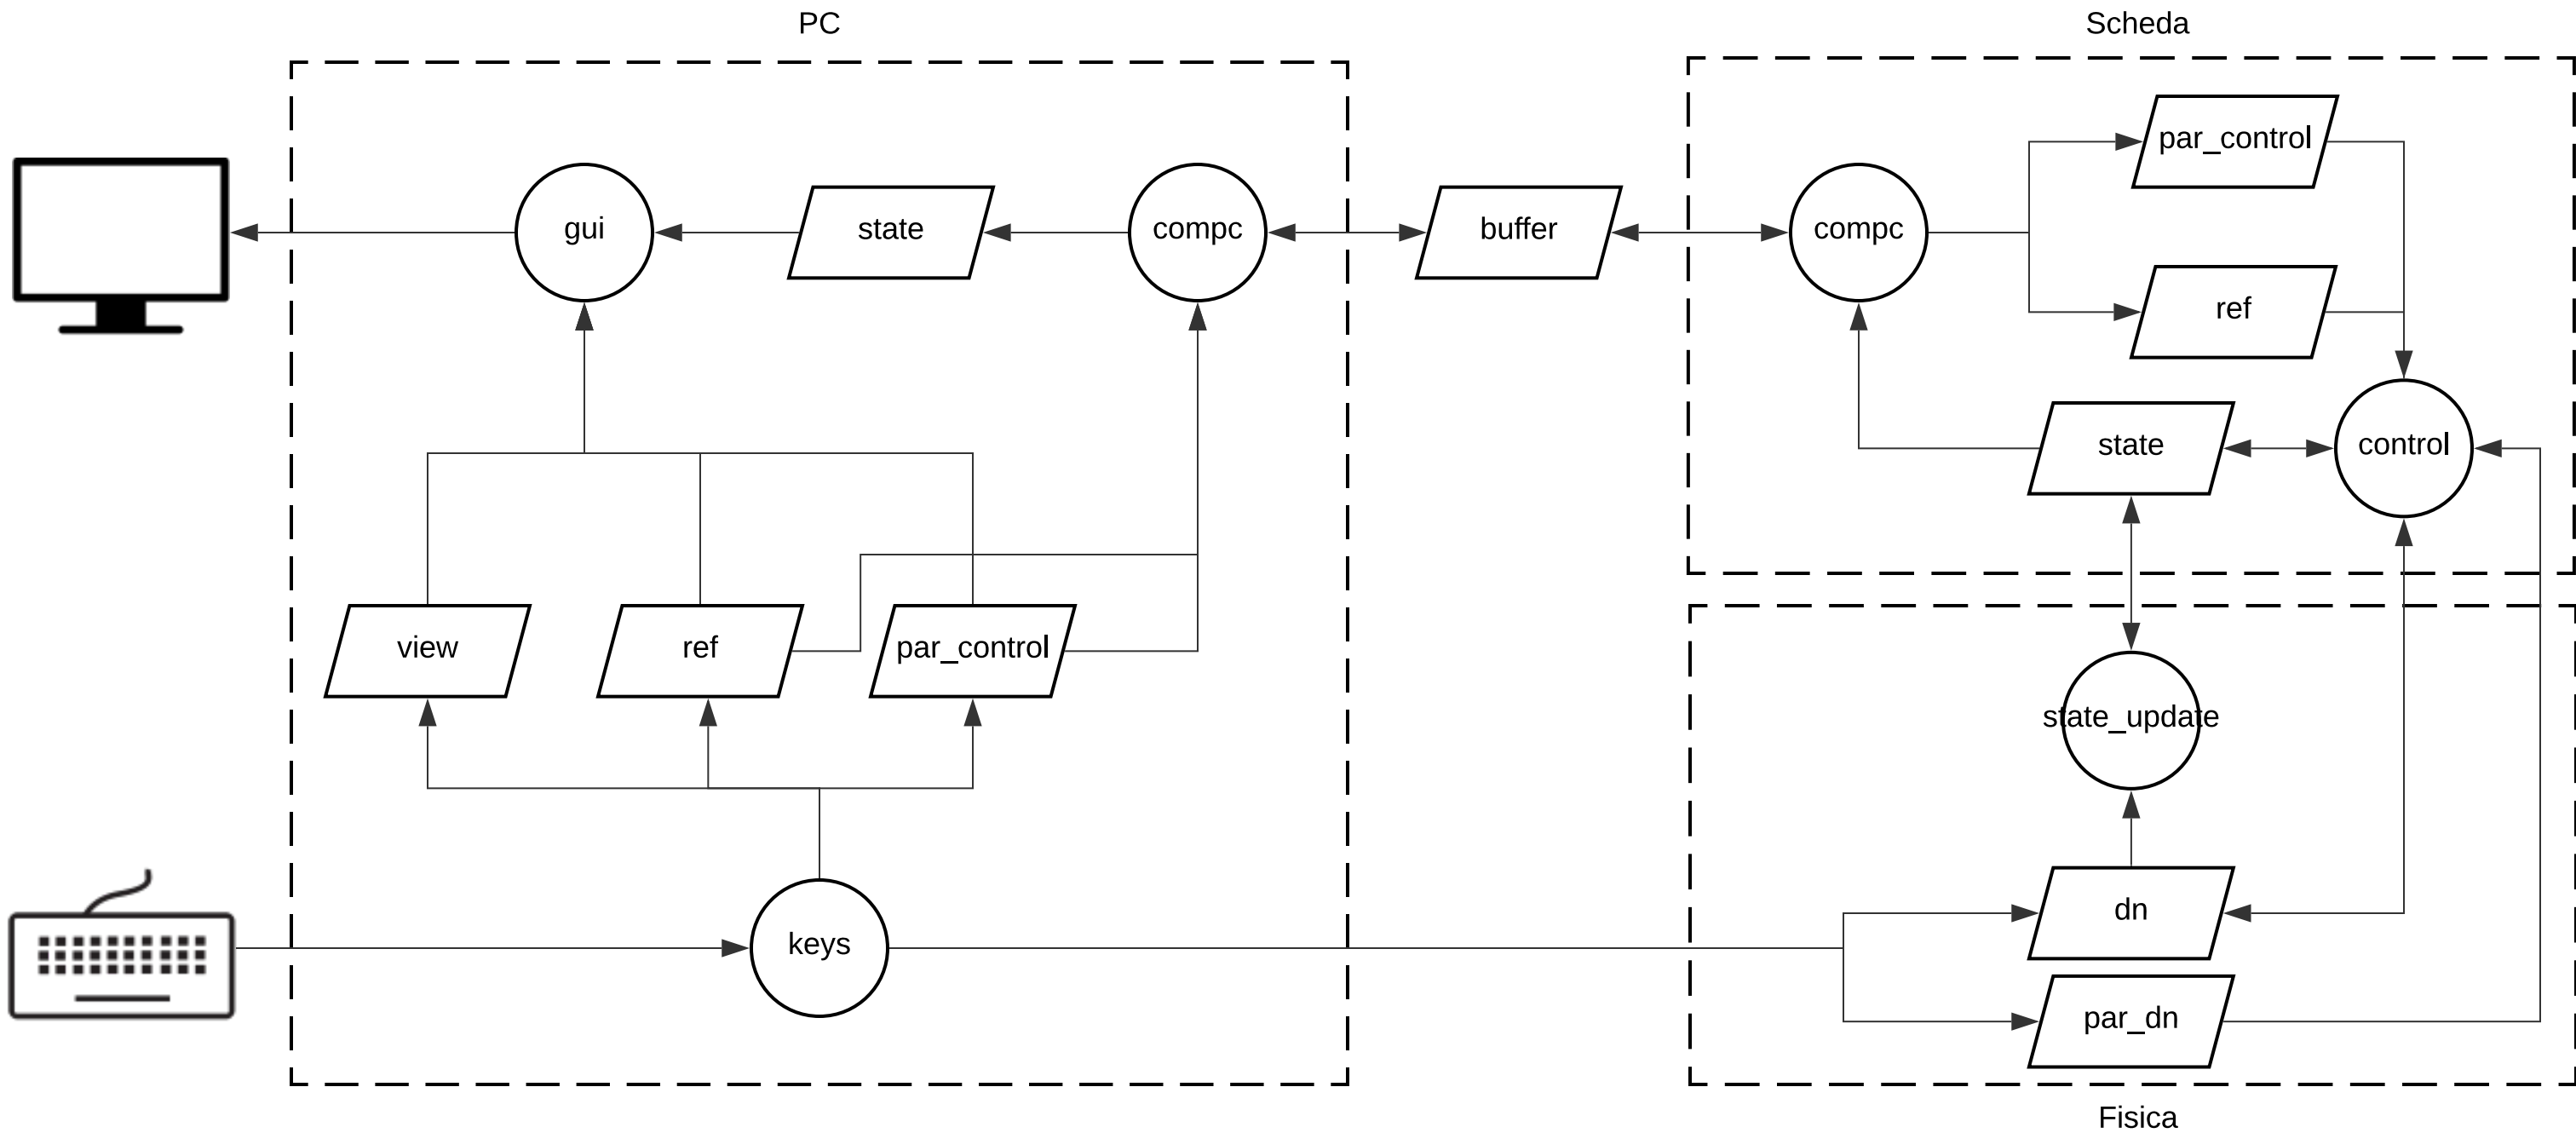 PC
Scheda
par_control
gui
state
compc
buffer
compc
ref
state
control
view
ref
par_control
state_update
dn
keys
par_dn
Fisica